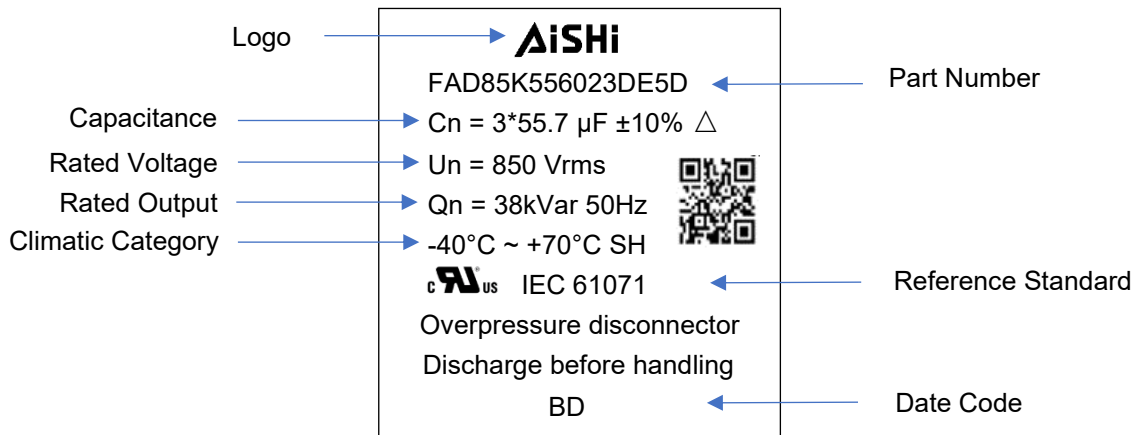 Logo
AiSHi
FAD85K556023DE5D
Part Number
Capacitance
Cn = 3*55.7 µF ±10% △
Rated Voltage
Un = 850 Vrms
Rated Output
Qn = 38kVar 50Hz
Climatic Category
-40°C ~ +70°C SH
c RU US IEC 61071
Reference Standard
Overpressure disconnector
Discharge before handling
BD
Date Code